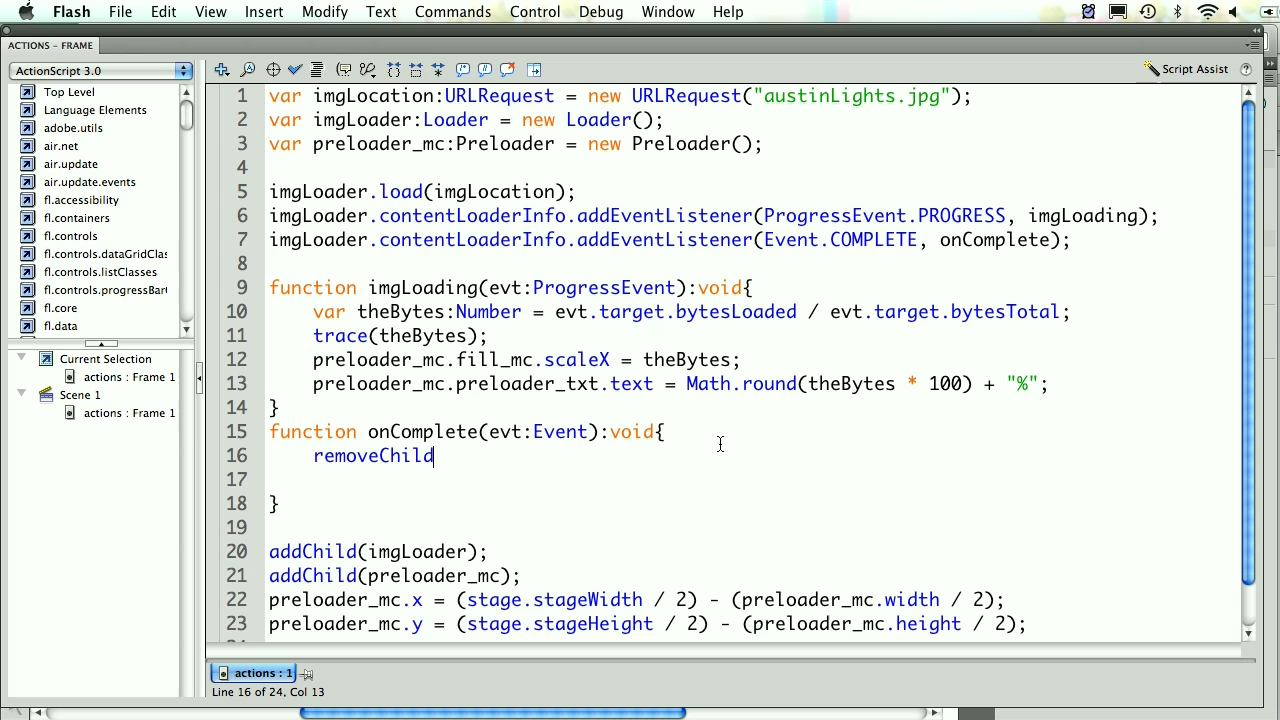 Flash File Edit View Insert Modify Text Commands Control Debug Window Help
ACTIONS – FRAME
ActionScript 3.0
Script Assist
Top Level
Language Elements
adobe.utils
air.net
air.update
air.update.events
fl.accessibility
fl.containers
fl.controls
fl.controls.dataGridClas
fl.controls.listClasses
fl.controls.progressBar
fl.core
fl.data
Current Selection
actions : Frame 1
Scene 1
actions : Frame 1
1 var imgLocation:URLRequest = new URLRequest("austinLights.jpg");
2 var imgLoader:Loader = new Loader();
3 var preloader_mc:Preloader = new Preloader();
4
5 imgLoader.load(imgLocation);
6 imgLoader.contentLoaderInfo.addEventListener(ProgressEvent.PROGRESS, imgLoading);
7 imgLoader.contentLoaderInfo.addEventListener(Event.COMPLETE, onComplete);
8
9 function imgLoading(evt:ProgressEvent):void{
10 var theBytes:Number = evt.target.bytesLoaded / evt.target.bytesTotal;
11 trace(theBytes);
12 preloader_mc.fill_mc.scaleX = theBytes;
13 preloader_mc.preloader_txt.text = Math.round(theBytes * 100) + "%";
14 }
15 function onComplete(evt:Event):void{
16 removeChild
17
18 }
19
20 addChild(imgLoader);
21 addChild(preloader_mc);
22 preloader_mc.x = (stage.stageWidth / 2) - (preloader_mc.width / 2);
23 preloader_mc.y = (stage.stageHeight / 2) - (preloader_mc.height / 2);
actions : 1
Line 16 of 24, Col 13